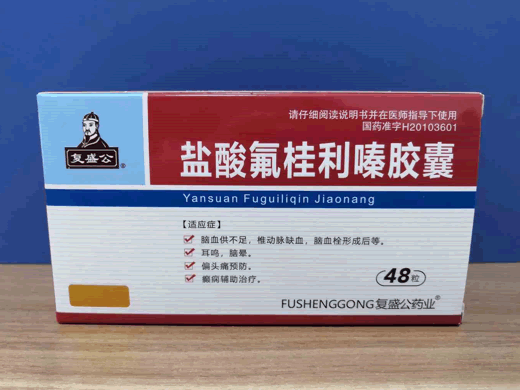 请仔细阅读说明书并在医师指导下使用
国药准字H20103601
复盛公®
盐酸氟桂利嗪胶囊
Yansuan Fuguiliqin Jiaonang
【适应症】
脑血供不足，椎动脉缺血，脑血栓形成后等。
耳鸣，脑晕。
偏头痛预防。
癫痫辅助治疗。
48粒
FUSHENGGONG复盛公药业®